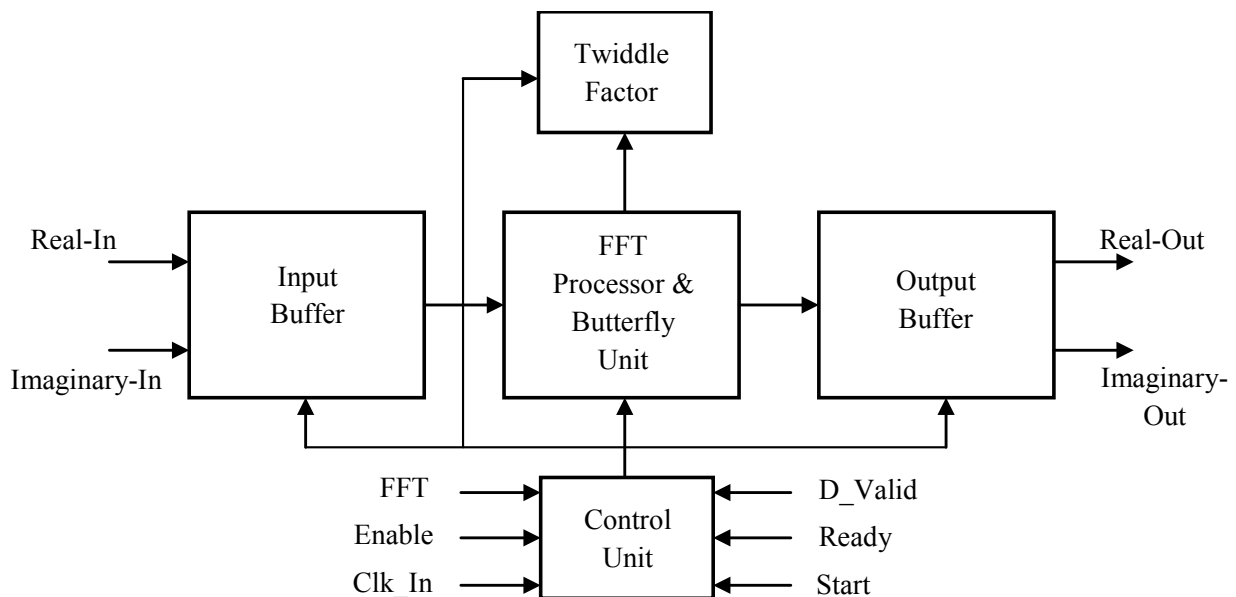 Twiddle
Factor
Real-In
Imaginary-In
Input
Buffer
FFT
Processor &
Butterfly
Unit
Output
Buffer
Real-Out
Imaginary-
Out
FFT
Enable
Clk_In
Control
Unit
D_Valid
Ready
Start